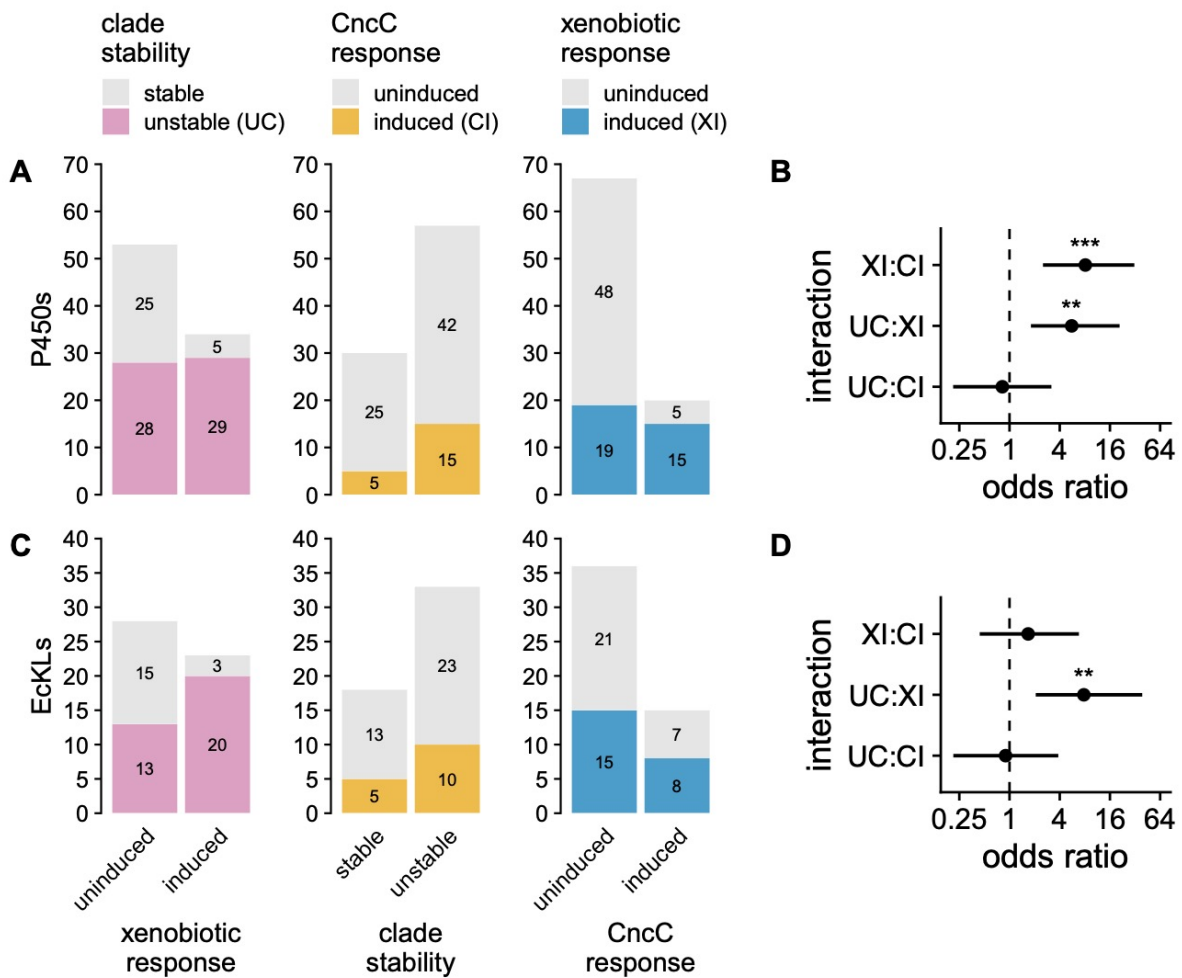 clade
stability
stable
unstable (UC)
CncC
response
uninduced
induced (CI)
xenobiotic
response
uninduced
induced (XI)
A
P450s
70
60
50
40
30
20
10
0
25
28
5
29
70
60
50
40
30
20
10
0
25
5
42
15
70
60
50
40
30
20
10
0
48
19
5
15
B
interaction
XI:CI
UC:XI
UC:CI
***
**
0.25 1 4 16 64
odds ratio
C
EcKLs
40
35
30
25
20
15
10
5
0
15
13
3
20
uninduced
induced
xenobiotic
response
40
35
30
25
20
15
10
5
0
13
5
23
10
stable
unstable
clade
stability
40
35
30
25
20
15
10
5
0
21
15
7
8
uninduced
induced
CncC
response
D
interaction
XI:CI
UC:XI
UC:CI
**
0.25 1 4 16 64
odds ratio